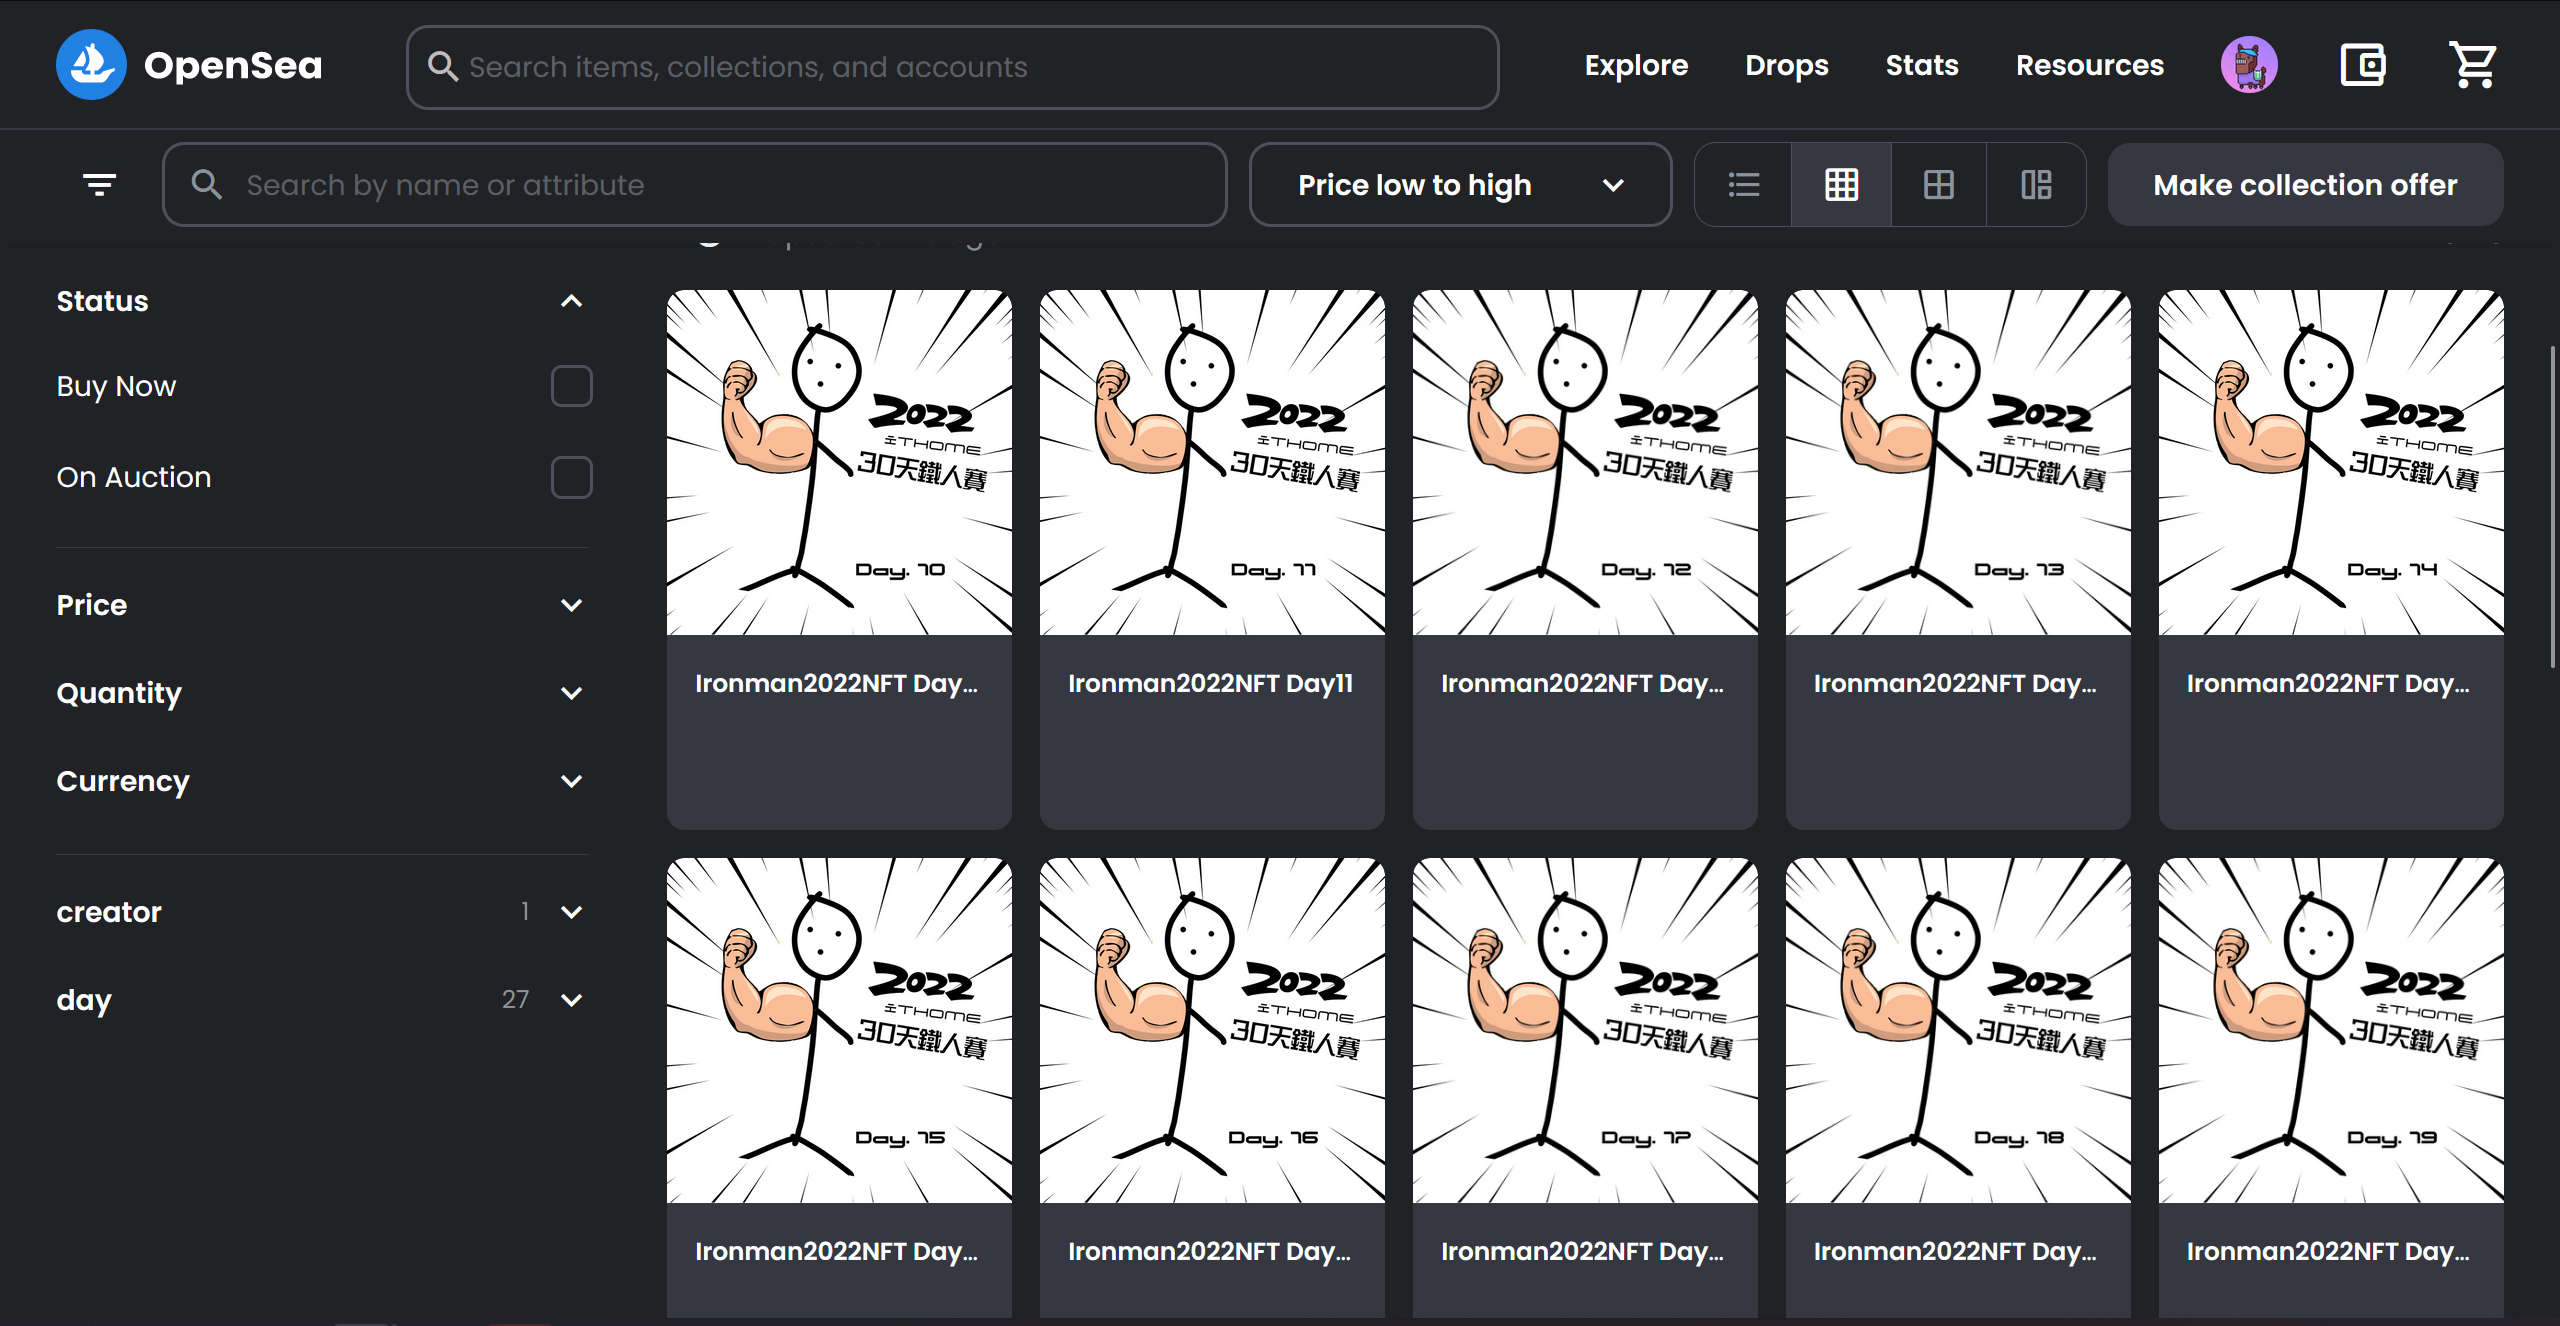 OpenSea
Search items, collections, and accounts
Explore
Drops
Stats
Resources
Search by name or attribute
Price low to high
Make collection offer
Status
Buy Now
On Auction
Price
Quantity
Currency
creator 1
day 27
2022
iTHOME
30天鐵人賽
Day. 10
Ironman2022NFT Day...
2022
iTHOME
30天鐵人賽
Day. 11
Ironman2022NFT Day11
2022
iTHOME
30天鐵人賽
Day. 12
Ironman2022NFT Day...
2022
iTHOME
30天鐵人賽
Day. 13
Ironman2022NFT Day...
2022
iTHOME
30天鐵人賽
Day. 14
Ironman2022NFT Day...
2022
iTHOME
30天鐵人賽
Day. 15
Ironman2022NFT Day...
2022
iTHOME
30天鐵人賽
Day. 16
Ironman2022NFT Day...
2022
iTHOME
30天鐵人賽
Day. 17
Ironman2022NFT Day...
2022
iTHOME
30天鐵人賽
Day. 18
Ironman2022NFT Day...
2022
iTHOME
30天鐵人賽
Day. 19
Ironman2022NFT Day...